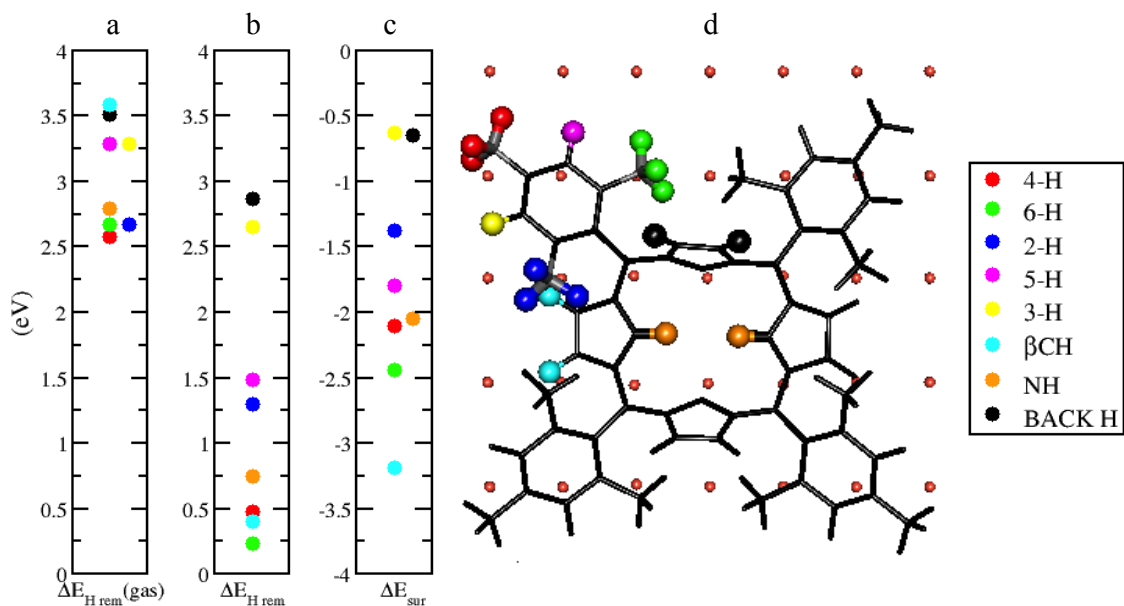 a
b
c
d
(eV)
4
3.5
3
2.5
2
1.5
1
0.5
0
ΔE_H rem(gas)
4
3.5
3
2.5
2
1.5
1
0.5
0
ΔE_H rem
0
-0.5
-1
-1.5
-2
-2.5
-3
-3.5
-4
ΔE_sur
4-H
6-H
2-H
5-H
3-H
βCH
NH
BACK H